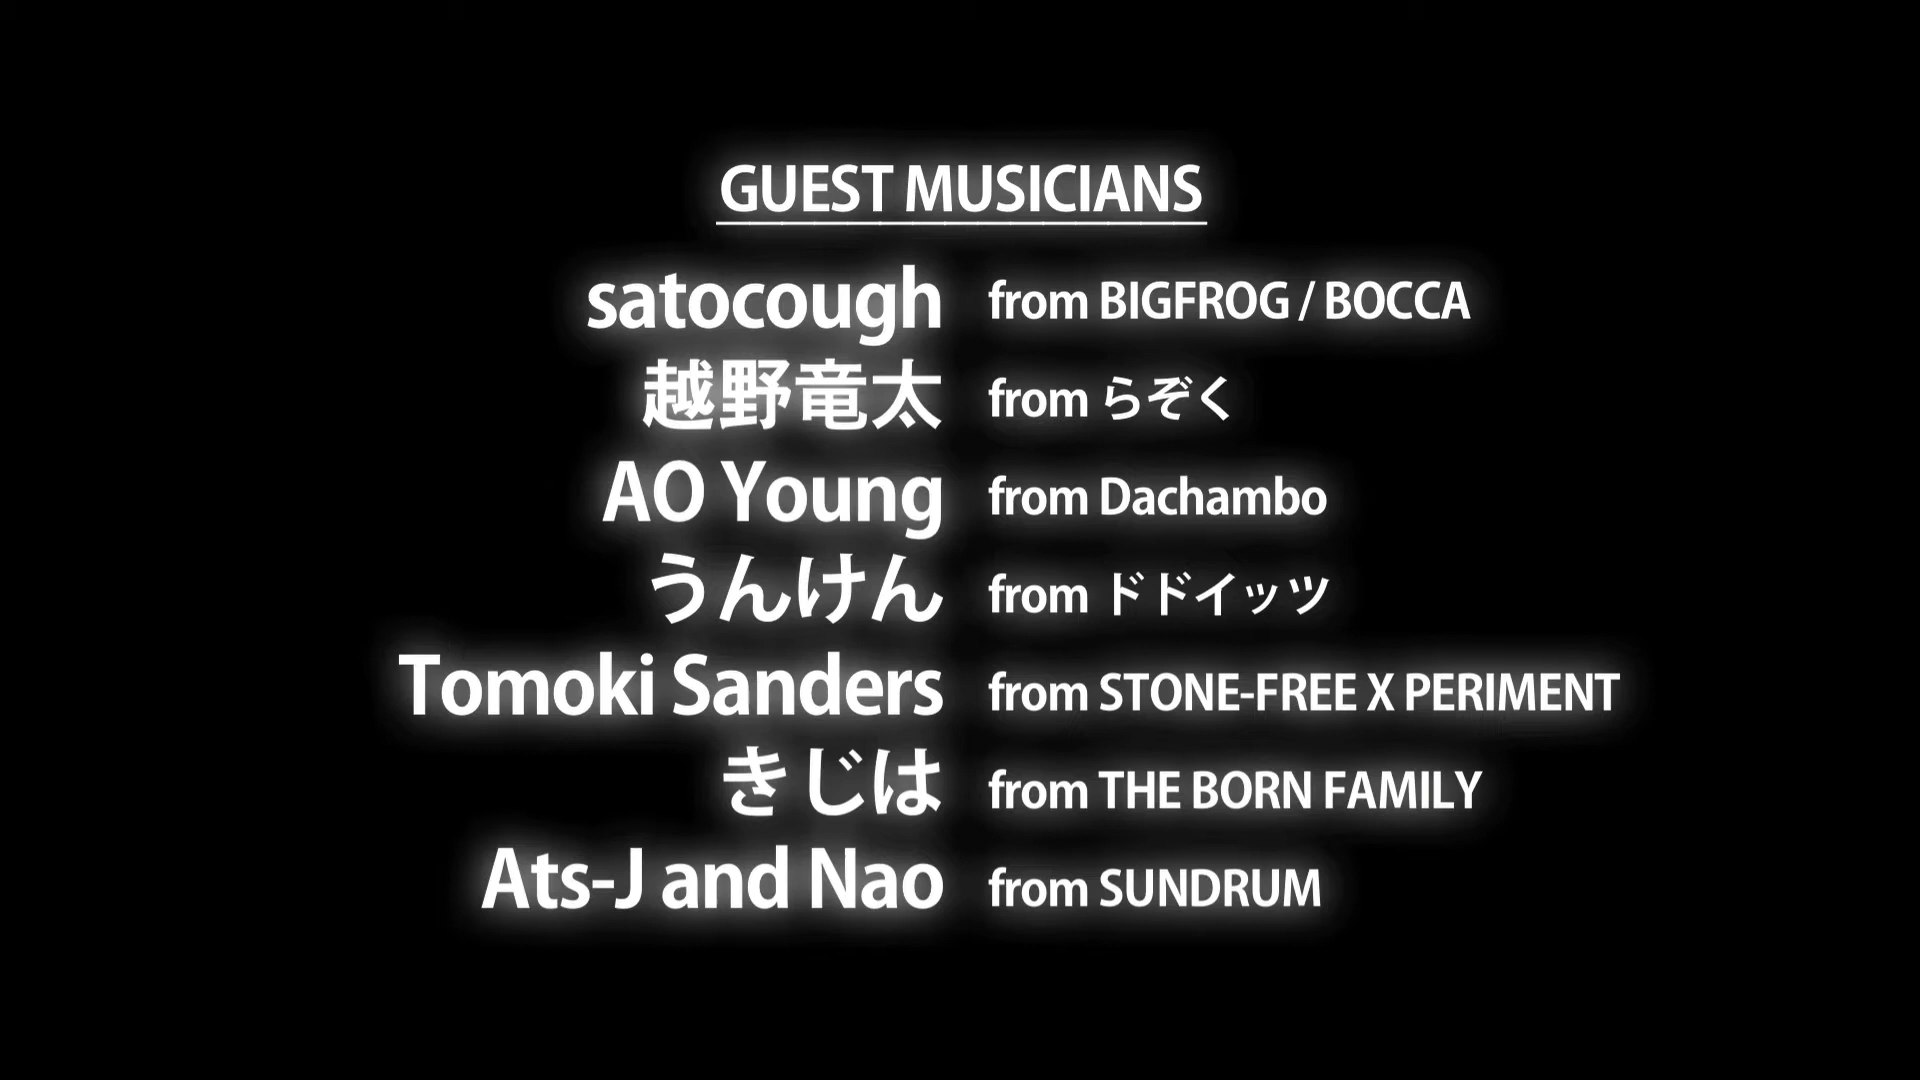 GUEST MUSICIANS
satocough from BIGFROG / BOCCA
越野竜太 from らぞく
AO Young from Dachambo
うんけん from ドドイッツ
Tomoki Sanders from STONE-FREE X PERIMENT
きじは from THE BORN FAMILY
Ats-J and Nao from SUNDRUM